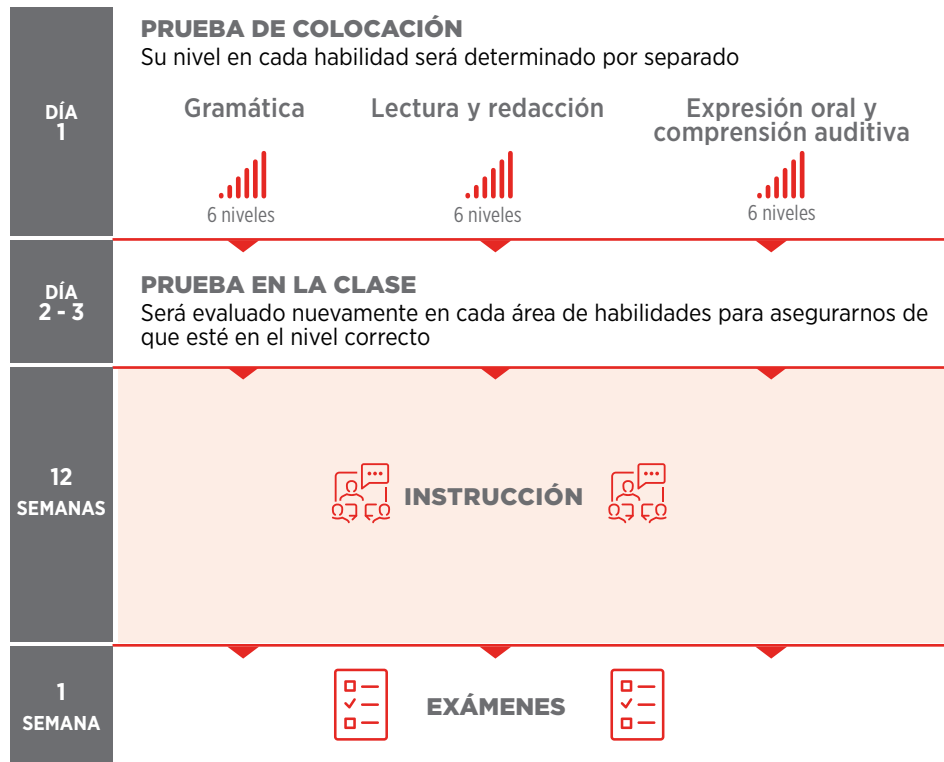 DÍA
1
PRUEBA DE COLOCACIÓN
Su nivel en cada habilidad será determinado por separado
Gramática
6 niveles
Lectura y redacción
6 niveles
Expresión oral y
comprensión auditiva
6 niveles
DÍA
2 - 3
PRUEBA EN LA CLASE
Será evaluado nuevamente en cada área de habilidades para asegurarnos de
que esté en el nivel correcto
12
SEMANAS
INSTRUCCIÓN
1
SEMANA
EXÁMENES